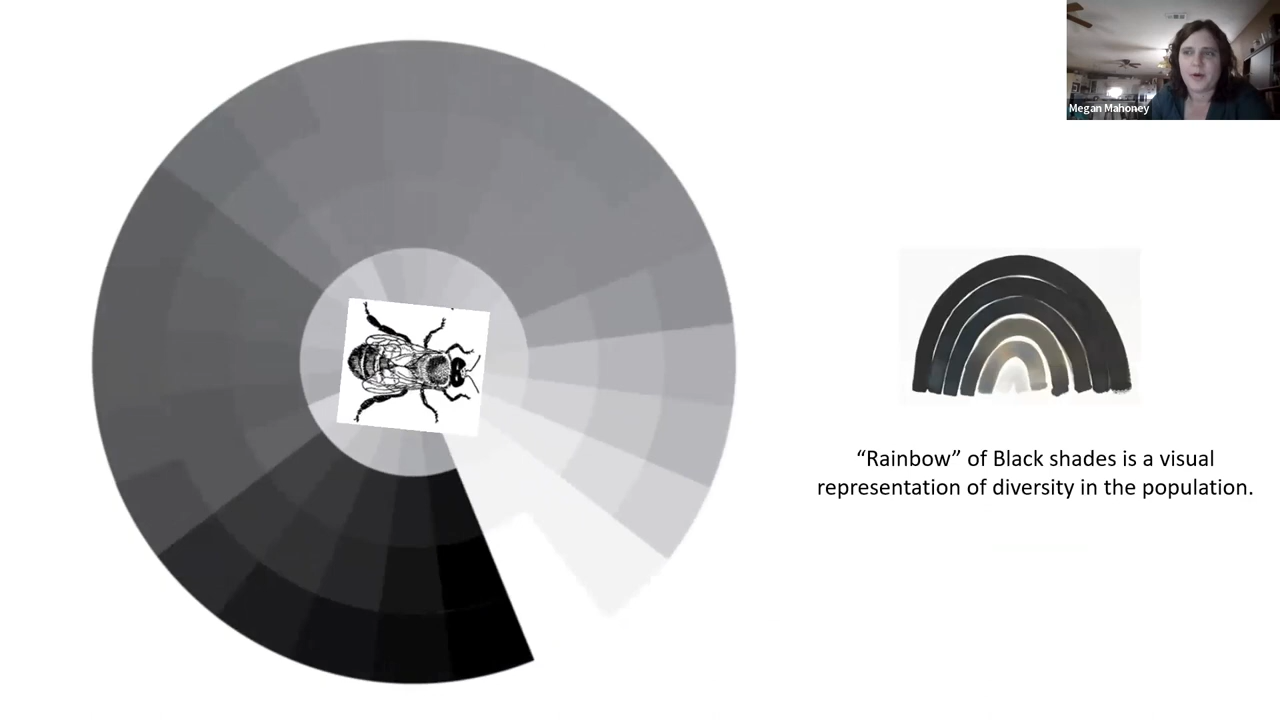 Megan Mahoney
“Rainbow” of Black shades is a visual
representation of diversity in the population.